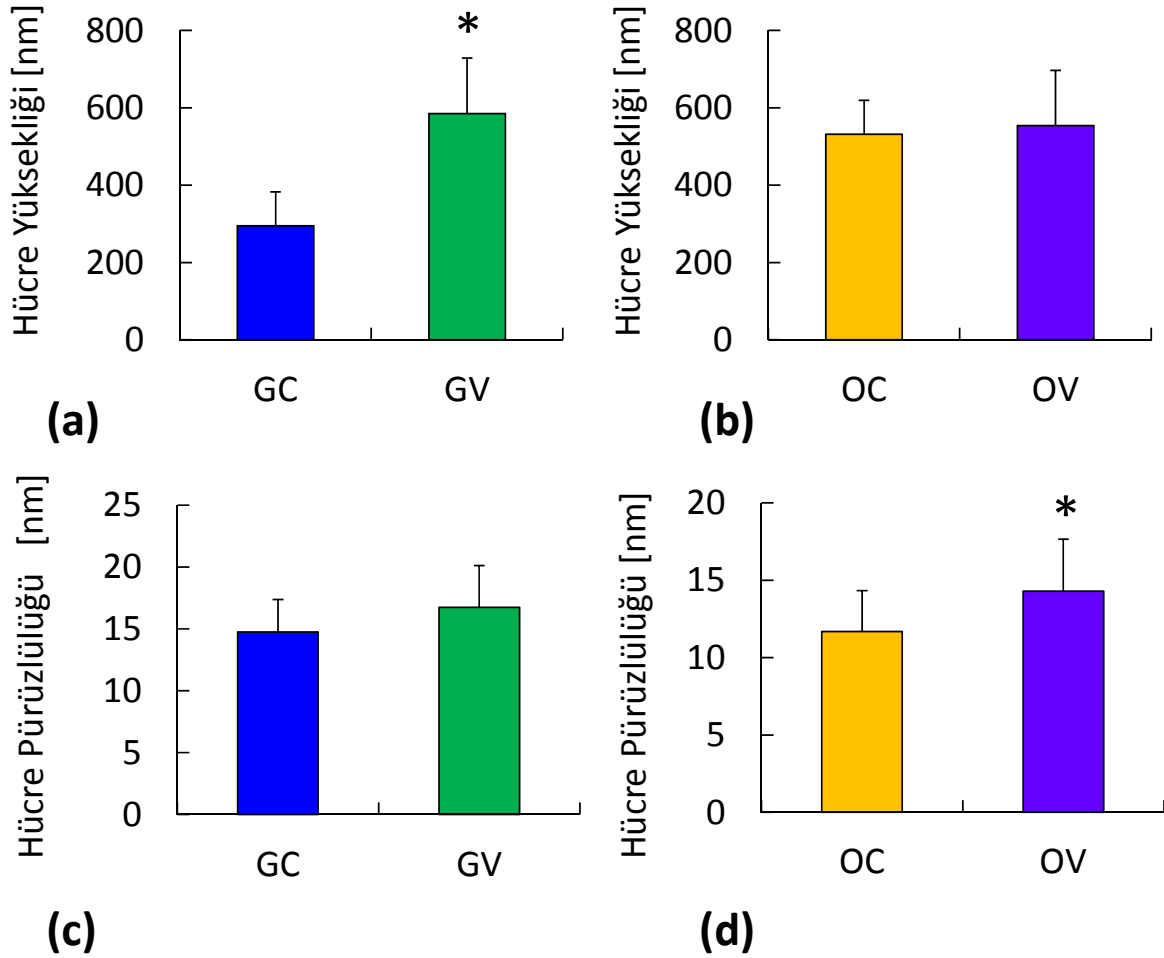 Hücre Yüksekliği [nm]
800
600
400
200
0
*
GC
GV
(a)
Hücre Yüksekliği [nm]
800
600
400
200
0
OC
OV
(b)
Hücre Pürüzlülüğü [nm]
25
20
15
10
5
0
GC
GV
(c)
Hücre Pürüzlülüğü [nm]
20
15
10
5
0
*
OC
OV
(d)